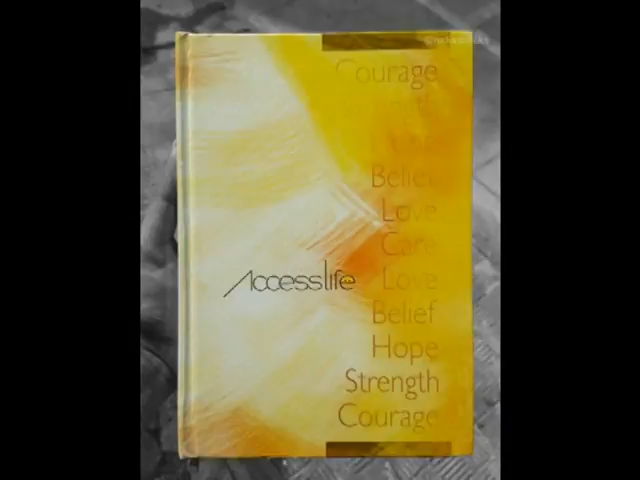 Courage
Belief
Love
Care
Accesslife
Love
Belief
Hope
Strength
Courage